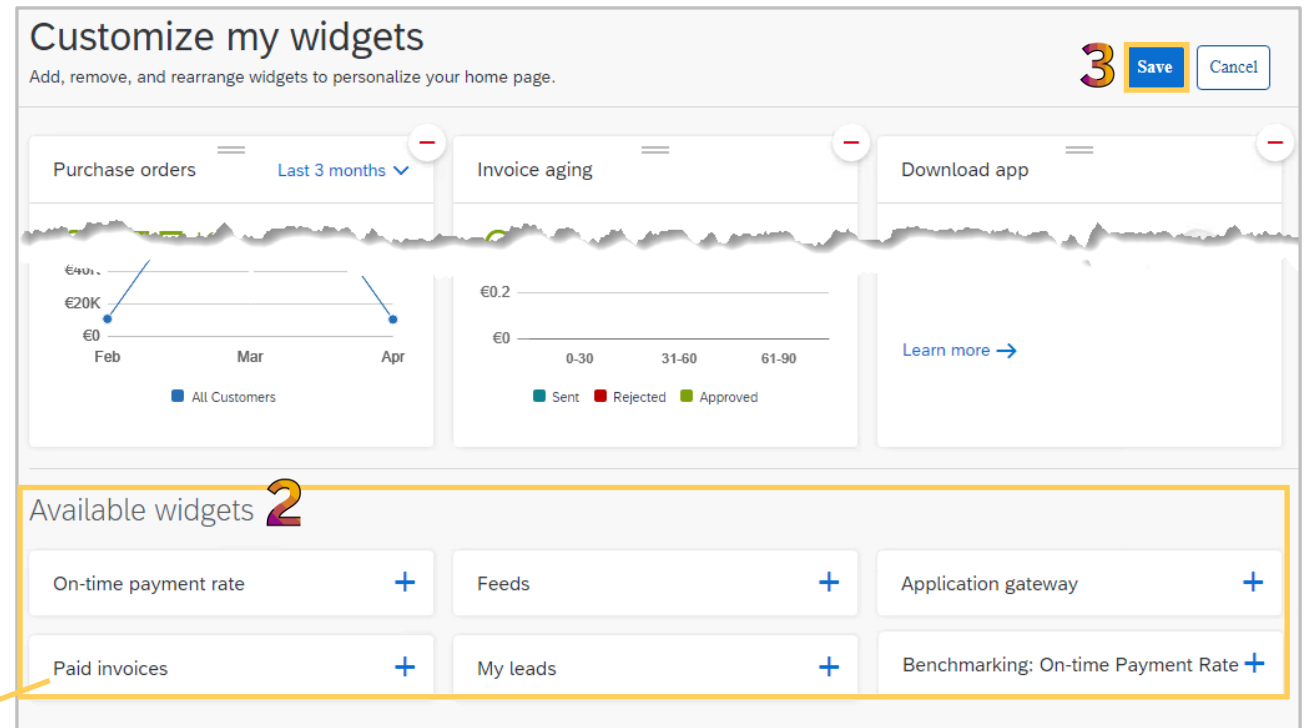 Customize my widgets
Add, remove, and rearrange widgets to personalize your home page.
3 Save Cancel
Purchase orders Last 3 months
Invoice aging
Download app
€20K
€0
Feb Mar Apr
All Customers
€0.2
€0
0-30 31-60 61-90
Sent Rejected Approved
Learn more →
Available widgets 2
On-time payment rate +
Feeds +
Application gateway +
Paid invoices +
My leads +
Benchmarking: On-time Payment Rate +